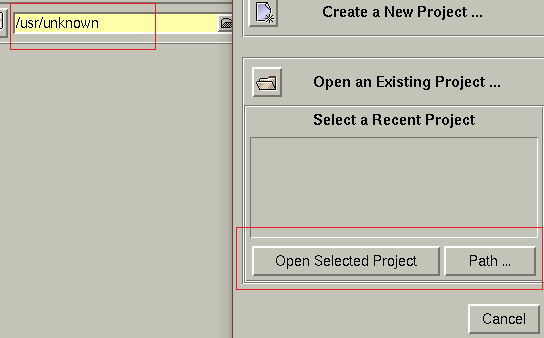 /usr/unknown
Create a New Project ...
Open an Existing Project ...
Select a Recent Project
Open Selected Project
Path ...
Cancel